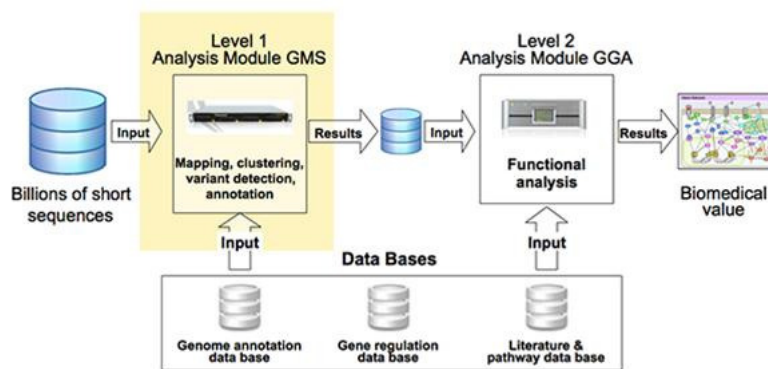 Level 1
Analysis Module GMS
Level 2
Analysis Module GGA
Input
Results
Input
Results
Mapping, clustering,
variant detection,
annotation
Functional
analysis
Billions of short
sequences
Biomedical
value
Input
Input
Data Bases
Genome annotation
data base
Gene regulation
data base
Literature &
pathway data base